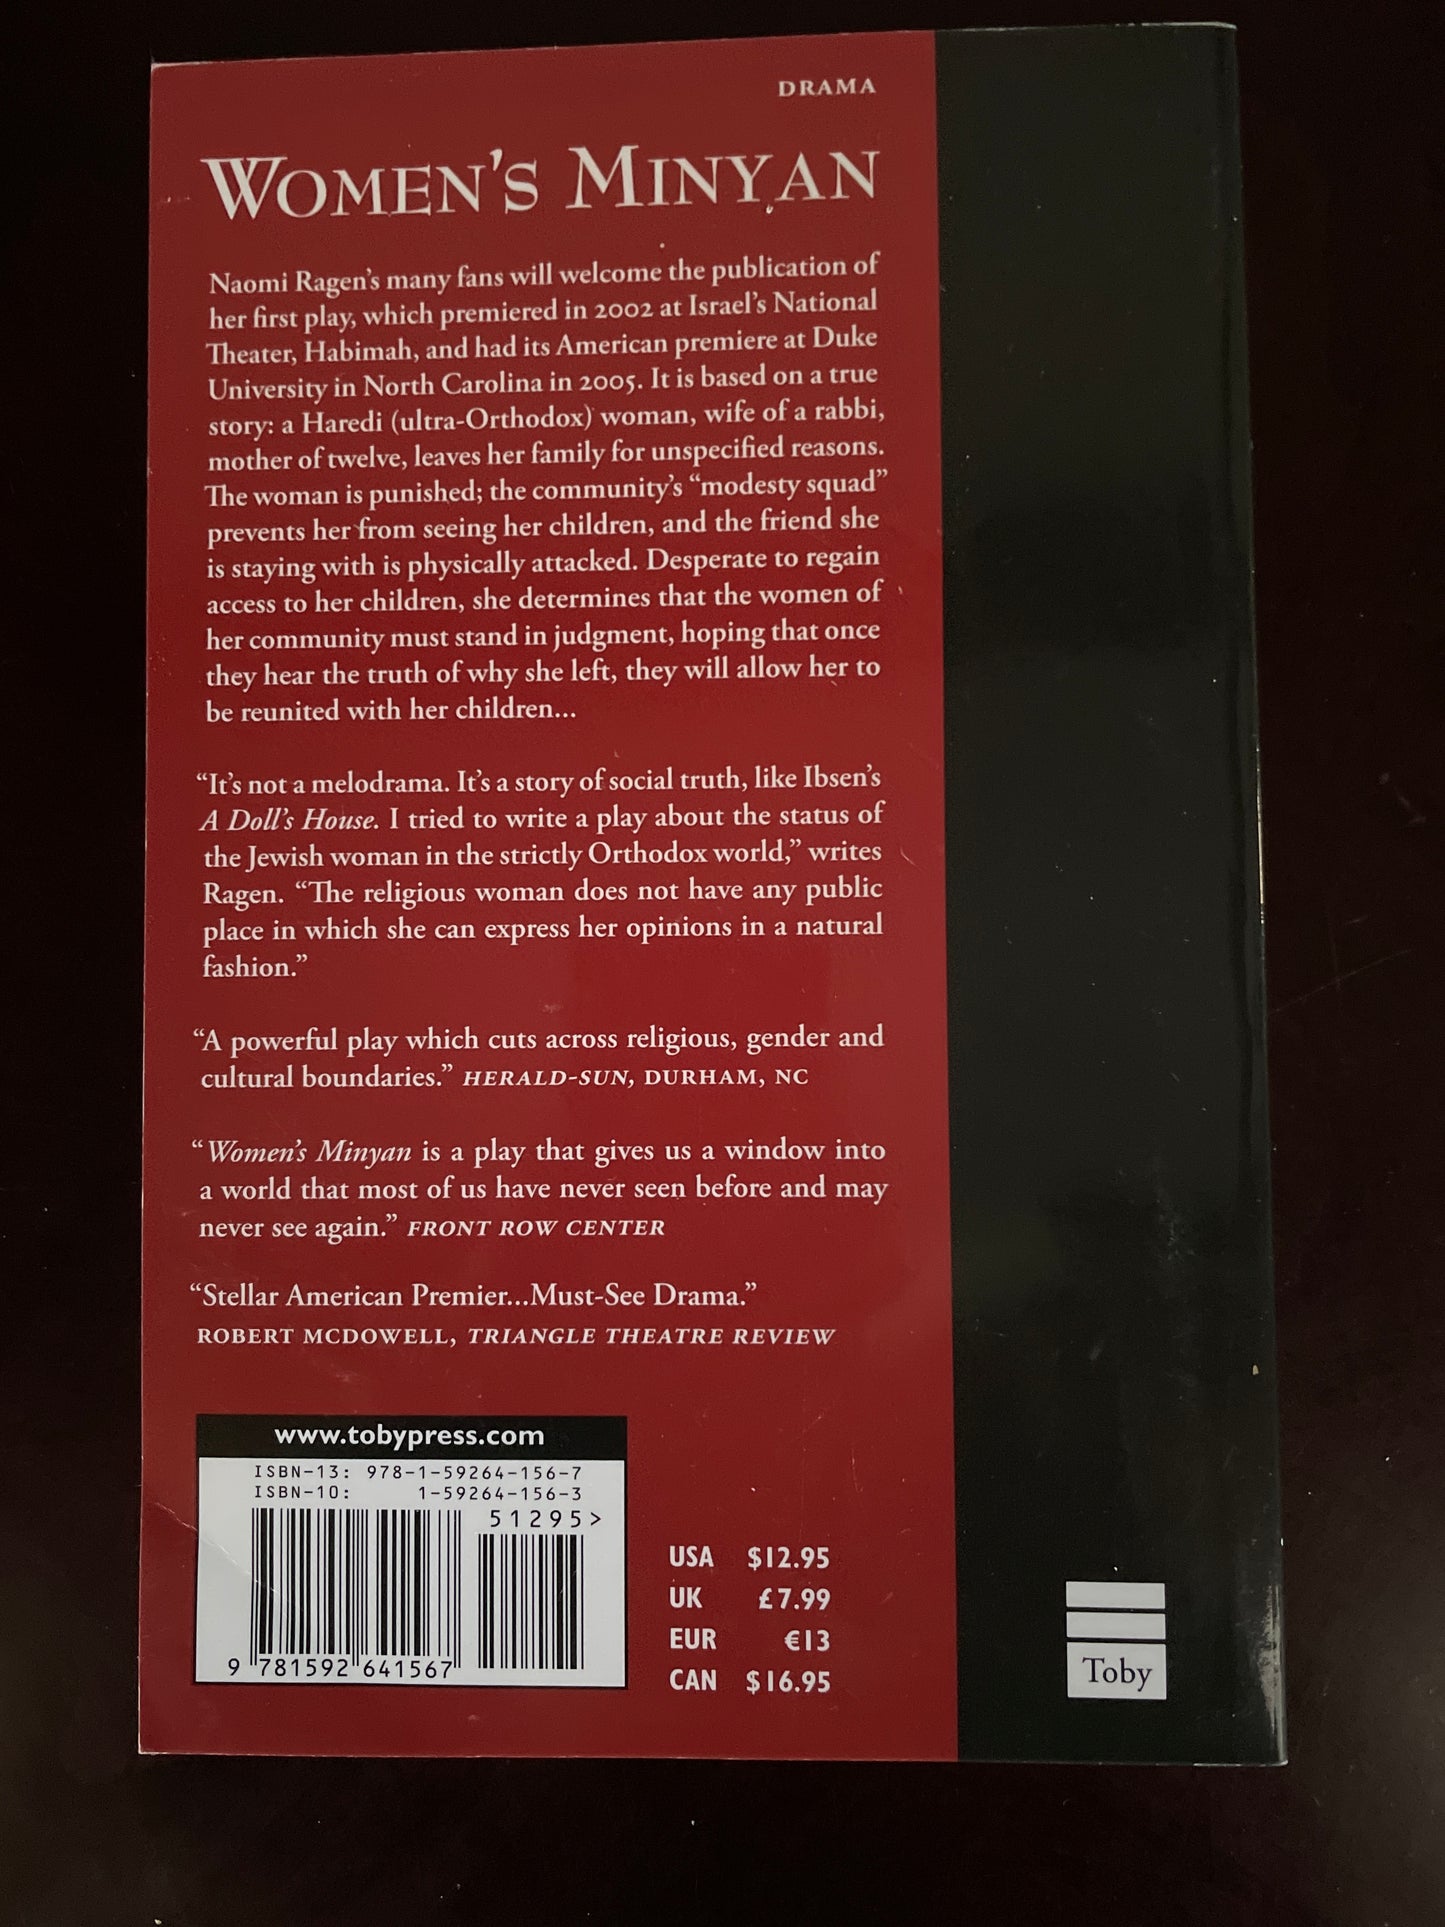 DRAMA
WOMEN'S MINYAN
Naomi Ragen's many fans will welcome the publication of
her first play, which premiered in 2002 at Israel's National
Theater, Habimah, and had its American premiere at Duke
University in North Carolina in 2005. It is based on a true
story: a Haredi (ultra-Orthodox) woman, wife of a rabbi,
mother of twelve, leaves her family for unspecified reasons.
The woman is punished; the community's “modesty squad”
prevents her from seeing her children, and the friend she
is staying with is physically attacked. Desperate to regain
access to her children, she determines that the women of
her community must stand in judgment, hoping that once
they hear the truth of why she left, they will allow her to
be reunited with her children...
“It's not a melodrama. It's a story of social truth, like Ibsen's
A Doll's House. I tried to write a play about the status of
the Jewish woman in the strictly Orthodox world,” writes
Ragen. “The religious woman does not have any public
place in which she can express her opinions in a natural
fashion.”
“A powerful play which cuts across religious, gender and
cultural boundaries.” HERALD-SUN, DURHAM, NC
“Women's Minyan is a play that gives us a window into
a world that most of us have never seen before and may
never see again.” FRONT ROW CENTER
“Stellar American Premier...Must-See Drama.”
ROBERT MCDOWELL, TRIANGLE THEATRE REVIEW
www.tobypress.com
ISBN-13: 978-1-59264-156-7
ISBN-10: 1-59264-156-3
51295>
9 781592 641567
USA $12.95
UK £7.99
EUR €13
CAN $16.95
Toby